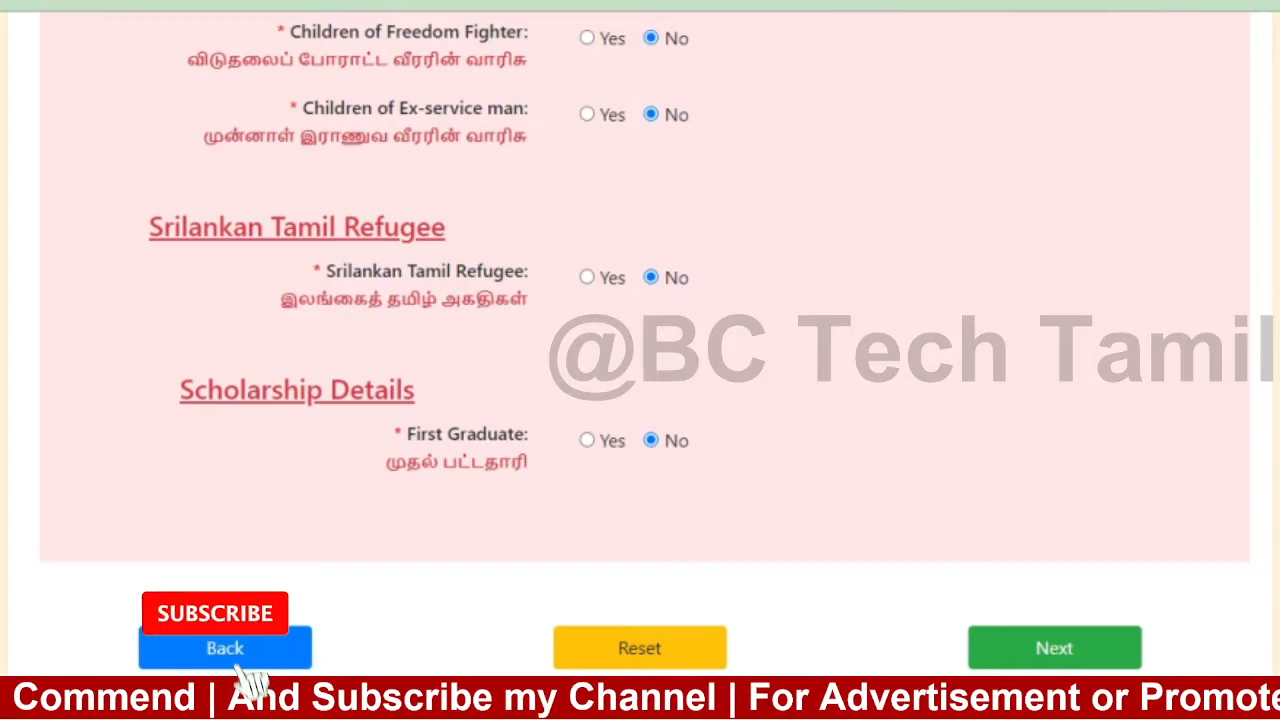 * Children of Freedom Fighter:
Yes No
விடுதலைப் போராட்ட வீரரின் வாரிசு
* Children of Ex-service man:
Yes No
முன்னாள் இராணுவ வீரரின் வாரிசு
Srilankan Tamil Refugee
* Srilankan Tamil Refugee:
Yes No
இலங்கைத் தமிழ் அகதிகள்
@BC Tech Tamil
Scholarship Details
* First Graduate:
Yes No
முதல் பட்டதாரி
SUBSCRIBE
Back Reset Next
Commend | And Subscribe my Channel | For Advertisement or Promote